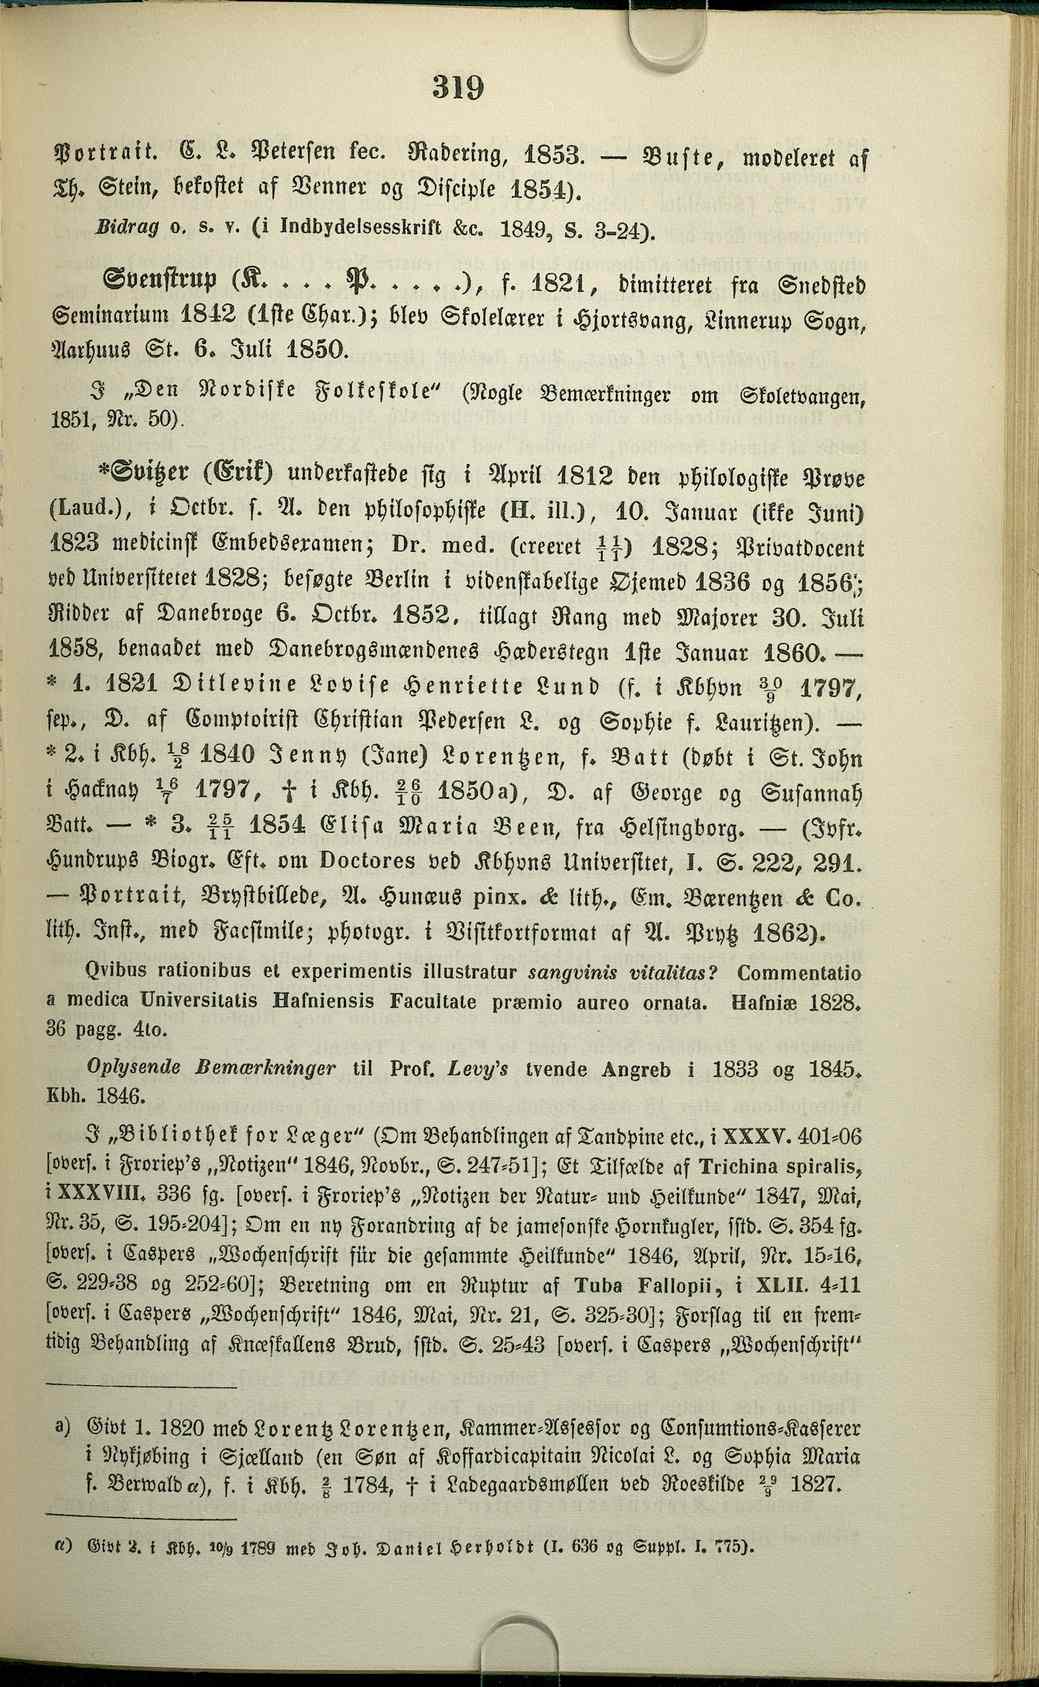 319
Portrait. C. L. Petersen fec. Radering, 1853. — Buste, modeleret af
Th. Stein, bekostet af Venner og Disciple 1854).
Bidrag o. s. v. (i Indbydelsesskrift &c. 1849, S. 3-24).
Svenstrup (K. . . . P. . . . .), f. 1821, dimitteret fra Snedsted
Seminarium 1842 (1ste Char.); blev Skolelærer i Hjortsvang, Linnerup Sogn,
Aarhuus St. 6. Juli 1850.
I „Den Nordiske Folkeskole“ (Nogle Bemærkninger om Skoletvangen,
1851, Nr. 50).
*Svitzer (Erik) underkastede sig i April 1812 den philologiske Prøve
(Laud.), i Octbr. s. A. den philosophiske (H. ill.), 10. Januar (ikke Juni)
1823 medicinsk Embedsexamen; Dr. med. (creeret 11/11) 1828; Privatdocent
ved Universitetet 1828; besøgte Berlin i videnskabelige Øjemed 1836 og 1856;
Ridder af Danebroge 6. Octbr. 1852, tillagt Rang med Majorer 30. Juli
1858, benaadet med Danebrogsmændenes Hæderstegn 1ste Januar 1860. —
* 1. 1821 Ditlevine Lovise Henriette Lund (f. i Kbhvn 30/9 1797,
sep., D. af Comptoirist Christian Pedersen L. og Sophie f. Lauritzen). —
* 2. i Kbh. 18/2 1840 Jenny (Jane) Lorentzen, f. Batt (døbt i St. John
i Hacknay 16/7 1797, † i Kbh. 26/10 1850a), D. af George og Susannah
Batt. — * 3. 25/11 1854 Elisa Maria Been, fra Helsingborg. — (Jvfr.
Hundrups Biogr. Eft. om Doctores ved Kbhvns Universitet, I. S. 222, 291.
— Portrait, Brystbillede, A. Hunæus pinx. & lith., Em. Bærentzen & Co.
lith. Inst., med Facsimile; photogr. i Visitkortformat af A. Prytz 1862).
Qvibus rationibus et experimentis illustratur sangvinis vitalitas? Commentatio
a medica Universitatis Hafniensis Facultate præmio aureo ornata. Hafniæ 1828.
36 pagg. 4to.
Oplysende Bemærkninger til Prof. Levy's tvende Angreb i 1833 og 1845.
Kbh. 1846.
I „Bibliothek for Læger“ (Om Behandlingen af Tandpine etc., i XXXV. 401-06
[overs. i Froriep's „Notizen“ 1846, Novbr., S. 247-51]; Et Tilfælde af Trichina spiralis,
i XXXVIII. 336 fg. [overs. i Froriep's „Notizen der Natur- und Heilkunde“ 1847, Mai,
Nr. 35, S. 195-204]; Om en ny Forandring af de jamesonske Hornkugler, sstd. S. 354 fg.
[overs. i Caspers „Wochenschrift für die gesammte Heilkunde“ 1846, April, Nr. 15-16,
S. 229-38 og 252-60]; Beretning om en Ruptur af Tuba Fallopii, i XLII. 4-11
[overs. i Caspers „Wochenschrift“ 1846, Mai, Nr. 21, S. 325-30]; Forslag til en frem-
tidig Behandling af Knæskallens Brud, sstd. S. 25-43 [overs. i Caspers „Wochenschrift“
a) Givt 1. 1820 med Lorentz Lorentzen, Kammer-Assessor og Consumtions-Kasserer
i Nykjøbing i Sjælland (en Søn af Koffardicapitain Nicolai L. og Sophia Maria
f. Berwald α), f. i Kbh. 2/8 1784, † i Ladegaardsmøllen ved Roeskilde 29/9 1827.
α) Givt 2. i Kbh. 10/9 1789 med Joh. Daniel Herholdt (I. 636 og Suppl. I. 775).